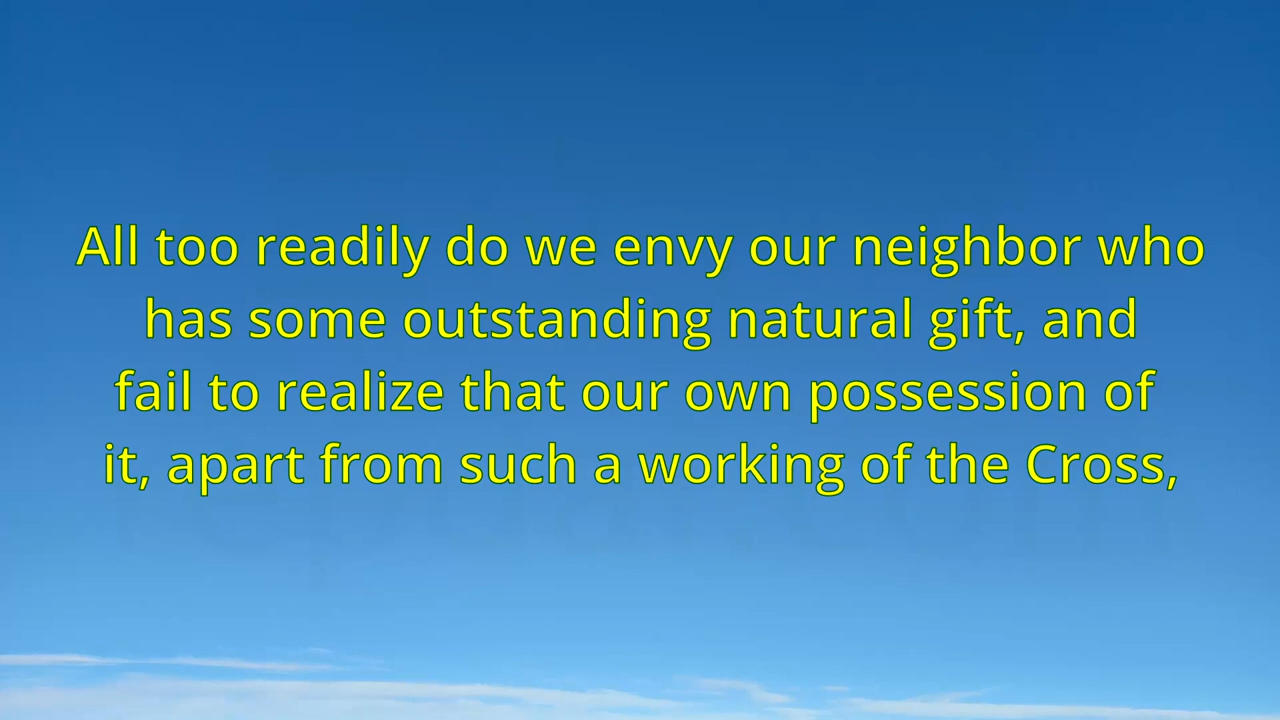 All too readily do we envy our neighbor who
has some outstanding natural gift, and
fail to realize that our own possession of
it, apart from such a working of the Cross,